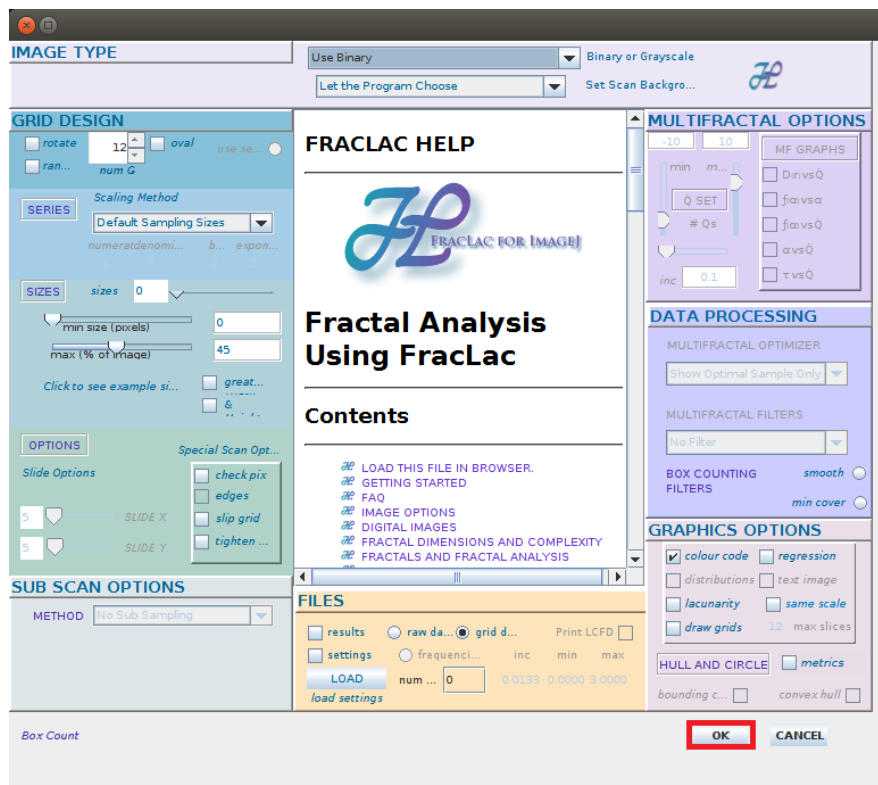 IMAGE TYPE
Use Binary
Binary or Grayscale
Let the Program Choose
Set Scan Backgro...
GRID DESIGN
rotate
12
oval
use se...
ran...
num G
SERIES
Scaling Method
Default Sampling Sizes
numeratdenomi...
b...
expon...
SIZES
sizes
0
min size (pixels)
0
max (% of image)
45
Click to see example si...
great...
&
OPTIONS
Special Scan Opt...
Slide Options
check pix
edges
5
SLIDE X
slip grid
5
SLIDE Y
tighten ...
SUB SCAN OPTIONS
METHOD
No Sub Sampling
FRACLAC HELP
FRACLAC FOR IMAGEJ
Fractal Analysis
Using FracLac
Contents
LOAD THIS FILE IN BROWSER.
GETTING STARTED
FAQ
IMAGE OPTIONS
DIGITAL IMAGES
FRACTAL DIMENSIONS AND COMPLEXITY
FRACTALS AND FRACTAL ANALYSIS
FILES
results
raw da...
grid d...
Print LCFD
settings
frequenci...
inc
min
max
LOAD
num ...
0
0.0133
0.0000
3.0000
load settings
MULTIFRACTAL OPTIONS
-10
10
MF GRAPHS
min
m...
Q SET
# Qs
fαvsα
αvsQ
τvsQ
inc
0.1
DATA PROCESSING
MULTIFRACTAL OPTIMIZER
Show Optimal Sample Only
MULTIFRACTAL FILTERS
No Filter
BOX COUNTING
FILTERS
smooth
min cover
GRAPHICS OPTIONS
colour code
regression
distributions
text image
lacunarity
same scale
draw grids
12
max slices
HULL AND CIRCLE
metrics
bounding c...
convex hull
Box Count
OK
CANCEL